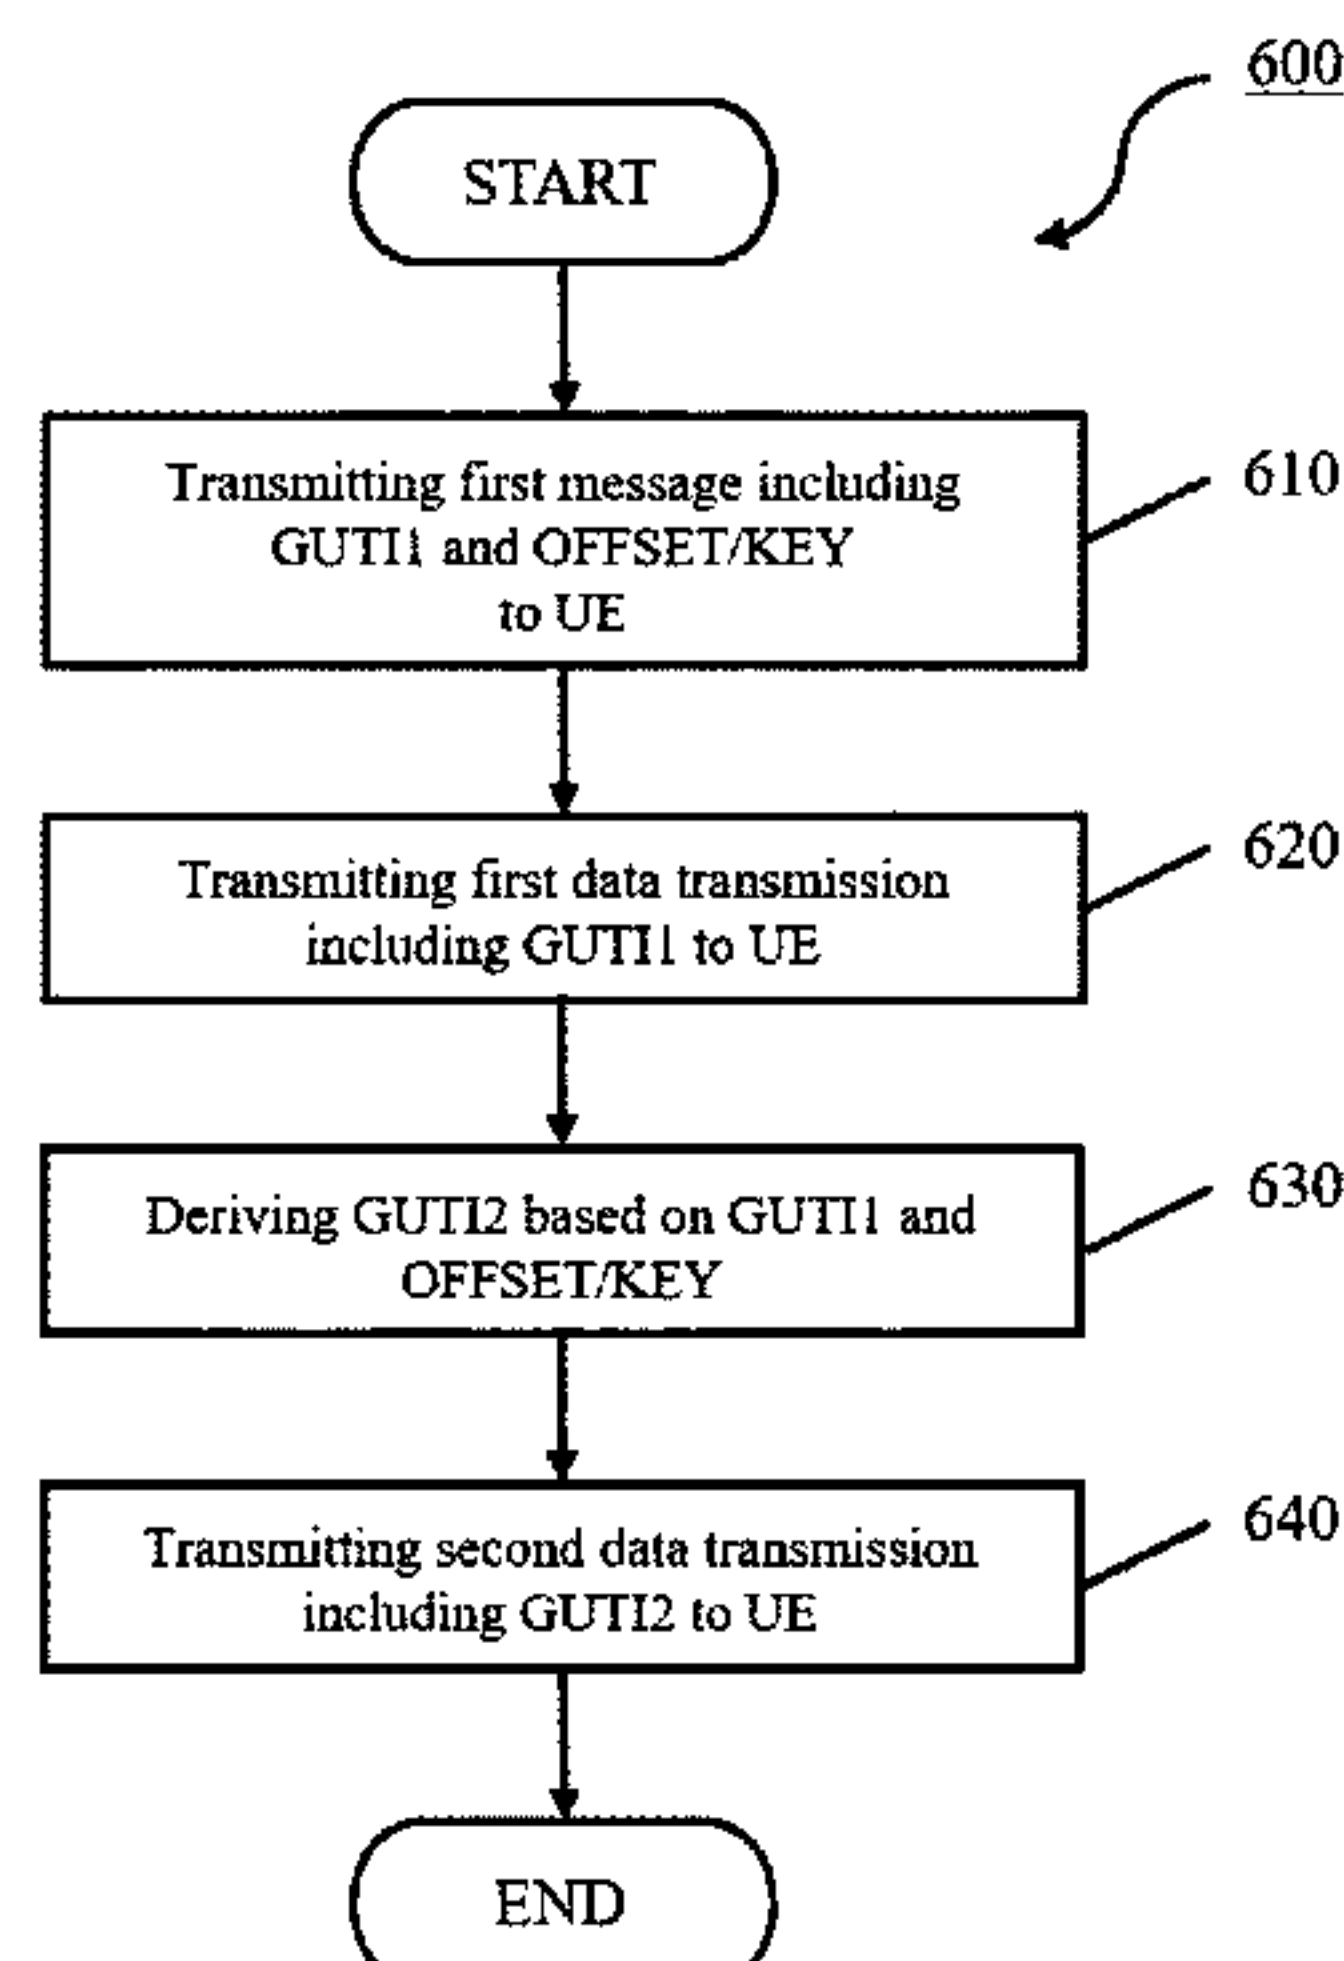 600
START
Transmitting first message including
GUTI1 and OFFSET/KEY
to UE
610
Transmitting first data transmission
including GUTI1 to UE
620
Deriving GUTI2 based on GUTI1 and
OFFSET/KEY
630
Transmitting second data transmission
including GUTI2 to UE
640
END